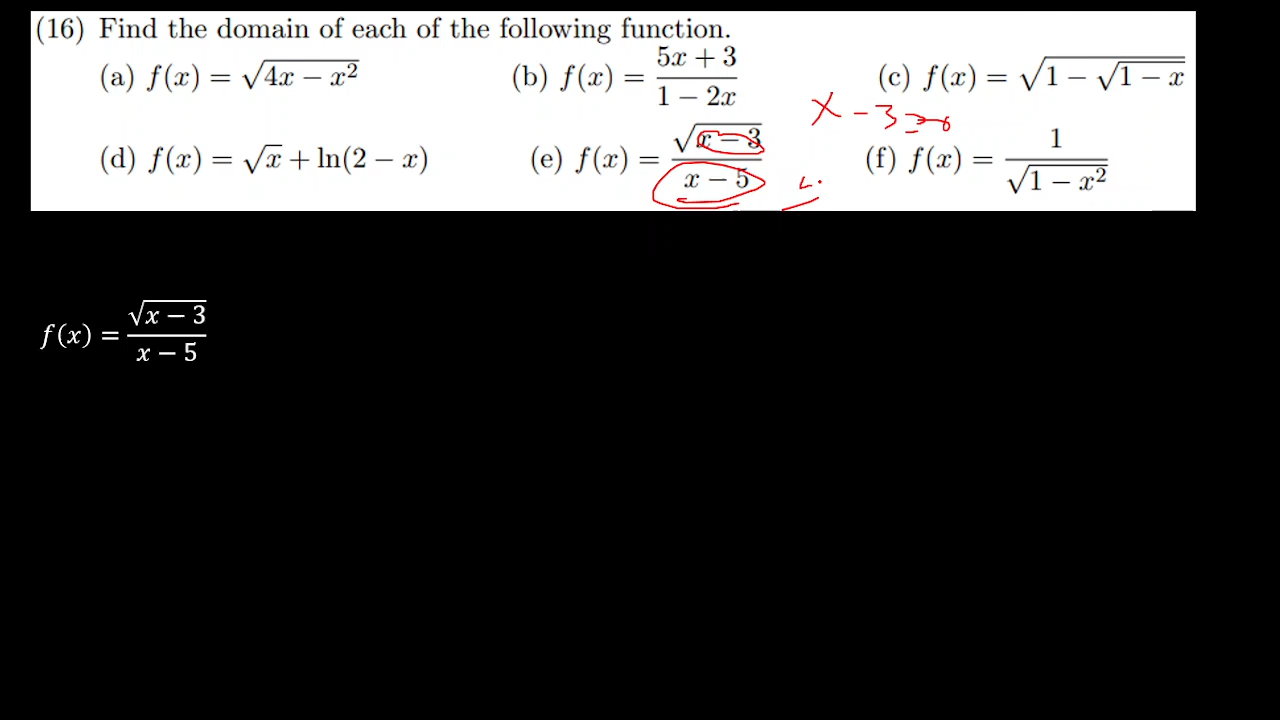 (16) Find the domain of each of the following function.
(a) f(x) = √(4x − x²) (b) f(x) = (5x + 3)/(1 − 2x) (c) f(x) = √(1 − √(1 − x))
x − 3 ≥ 0
(d) f(x) = √x + ln(2 − x) (e) f(x) = √(x − 3)/(x − 5) (f) f(x) = 1/√(1 − x²)
f(x) = √(x − 3)/(x − 5)